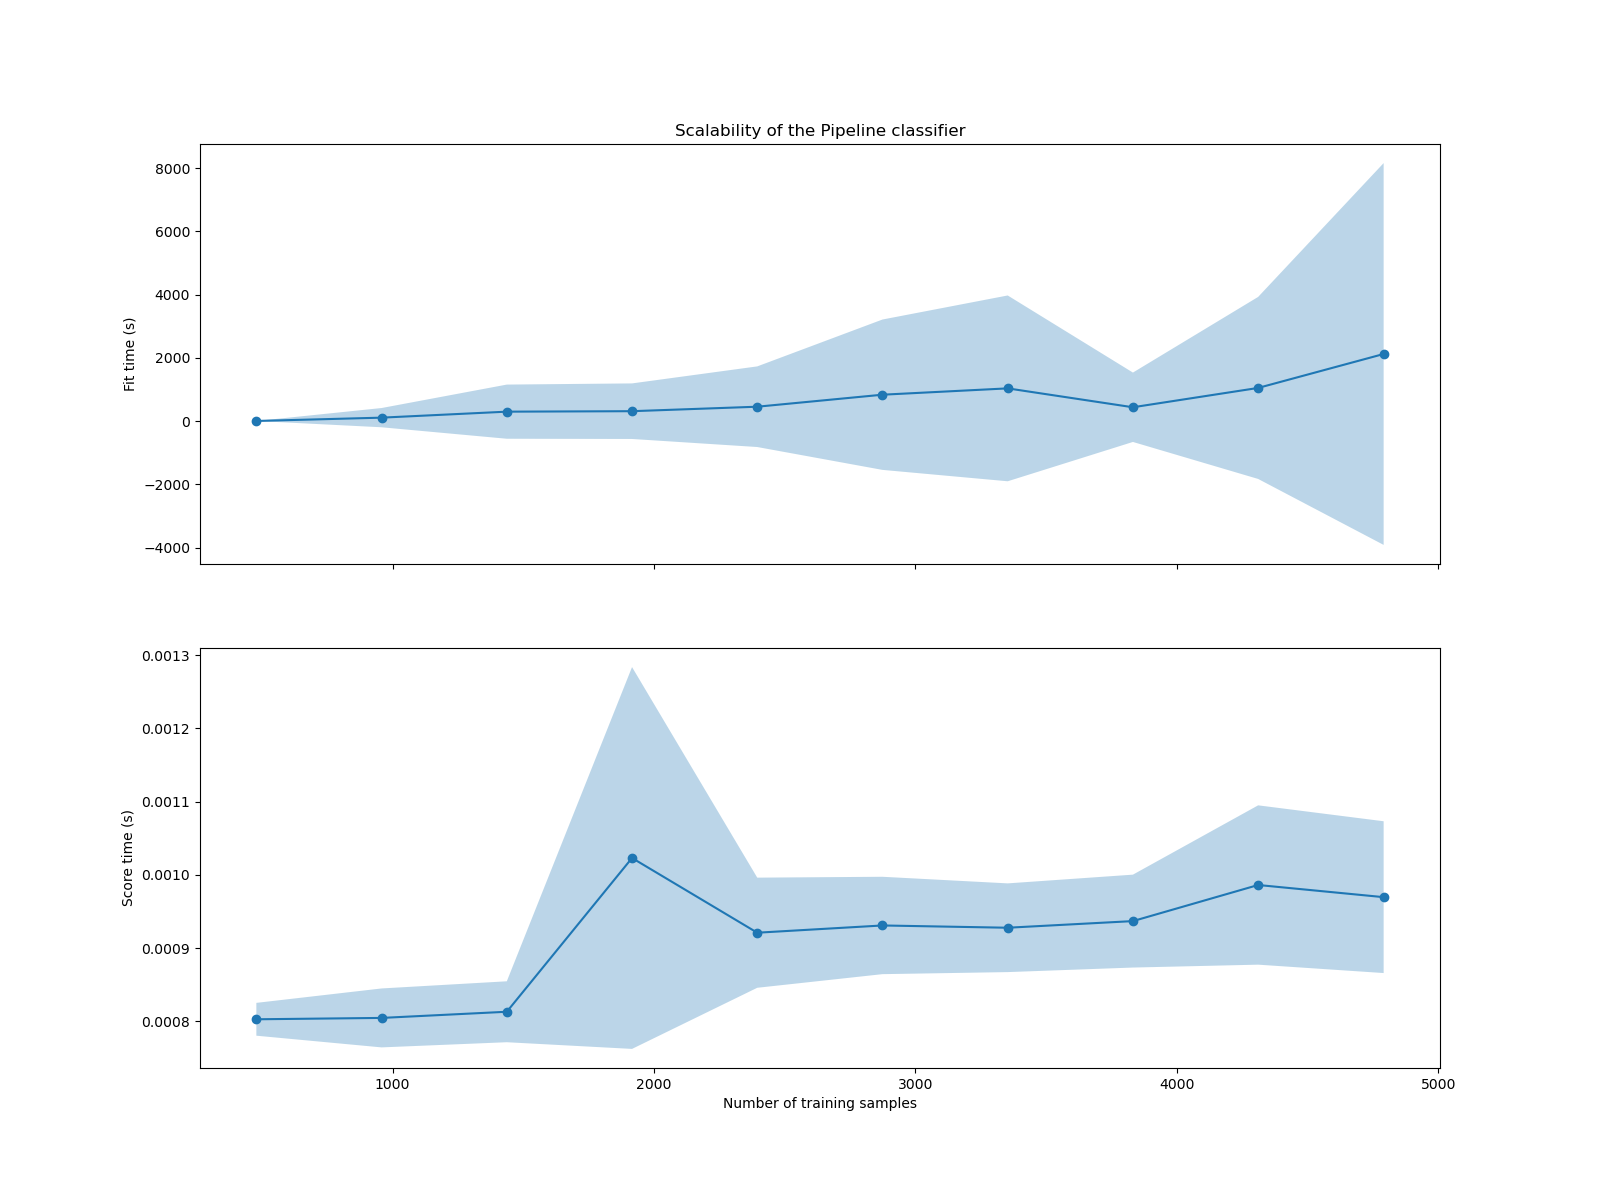 Scalability of the Pipeline classifier
8000
6000
4000
2000
0
−2000
−4000
Fit time (s)
0.0013
0.0012
0.0011
0.0010
0.0009
0.0008
Score time (s)
1000 2000 3000 4000 5000
Number of training samples